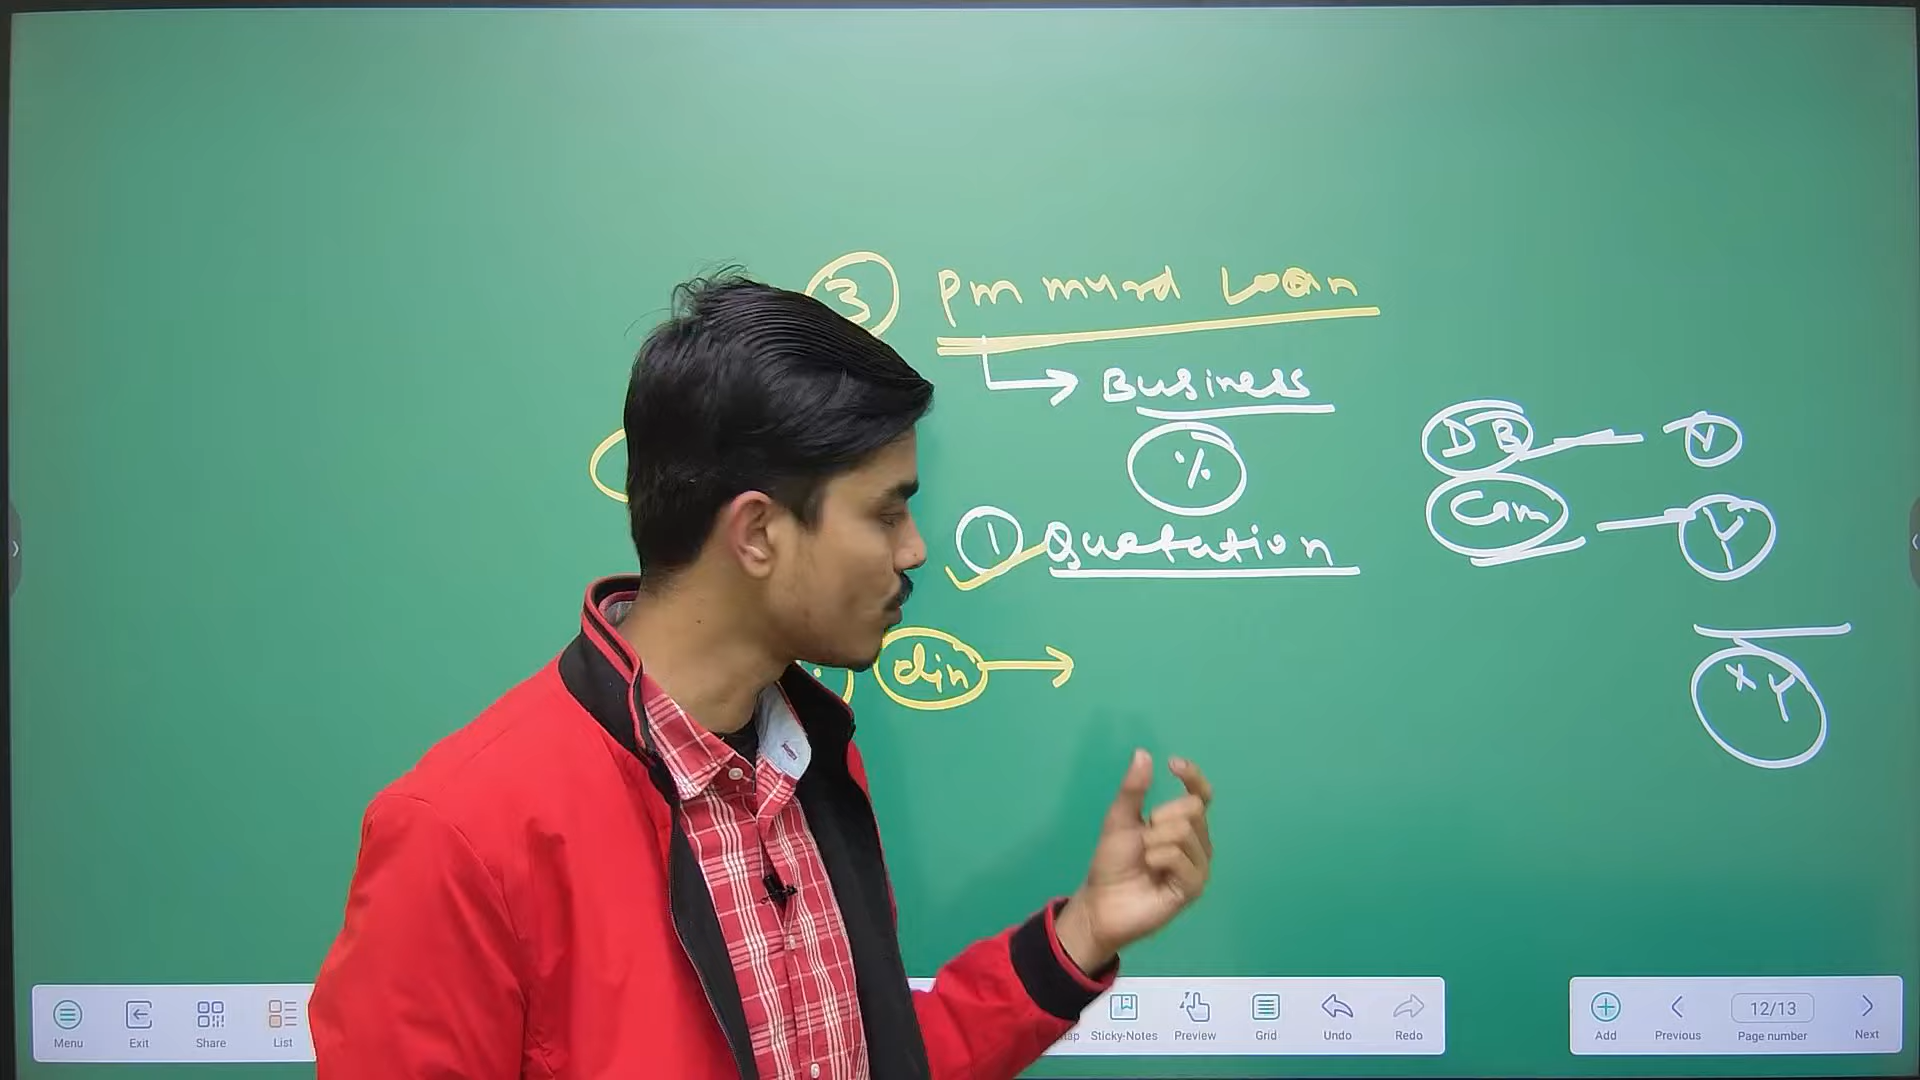 3 Pm mudra Loan
Business
%
DB N
Cam Y
1 Quotation
XY
Menu Exit Share List Sticky-Notes Preview Grid Undo Redo Add Previous 12/13 Page number Next